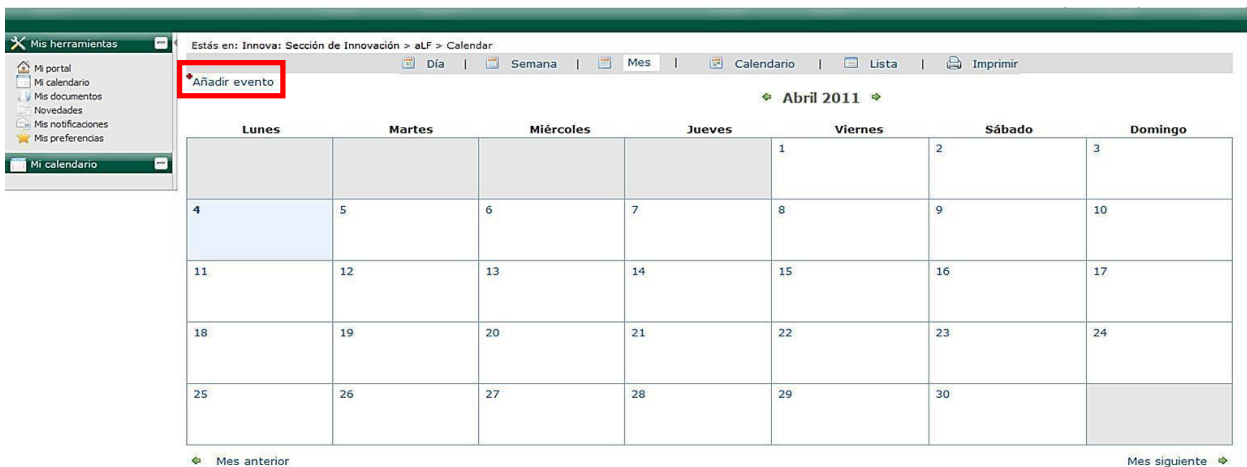 Mis herramientas
Mi portal
Mi calendario
Mis documentos
Novedades
Mis notificaciones
Mis preferencias
Mi calendario
Estás en: Innova: Sección de Innovación > aLF > Calendar
Día | Semana | Mes | Calendario | Lista | Imprimir
Añadir evento
Abril 2011
Lunes Martes Miércoles Jueves Viernes Sábado Domingo
1 2 3
4 5 6 7 8 9 10
11 12 13 14 15 16 17
18 19 20 21 22 23 24
25 26 27 28 29 30
Mes anterior Mes siguiente